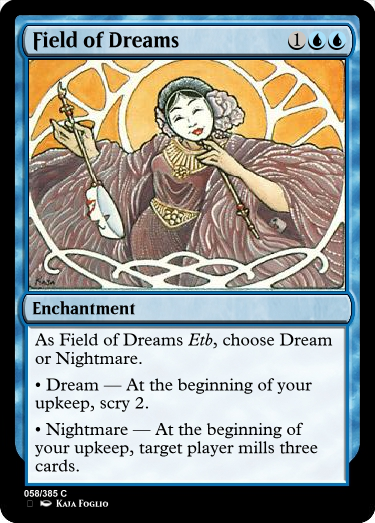 Field of Dreams 1
Enchantment
As Field of Dreams Etb, choose Dream
or Nightmare.
• Dream — At the beginning of your
upkeep, scry 2.
• Nightmare — At the beginning of
your upkeep, target player mills three
cards.
058/385 C
KAJA FOGLIO